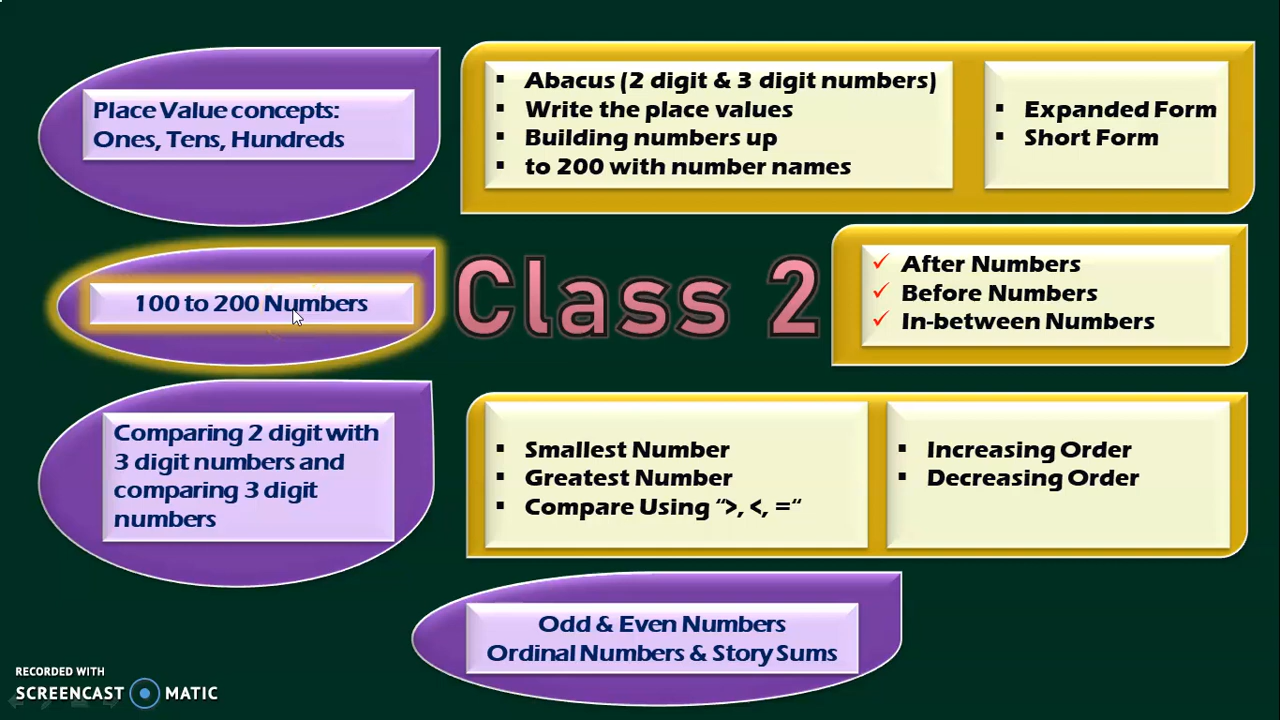 Place Value concepts:
Ones, Tens, Hundreds
▪ Abacus (2 digit & 3 digit numbers)
▪ Write the place values
▪ Building numbers up
▪ to 200 with number names
▪ Expanded Form
▪ Short Form
100 to 200 Numbers
Class 2
✓ After Numbers
✓ Before Numbers
✓ In-between Numbers
Comparing 2 digit with
3 digit numbers and
comparing 3 digit
numbers
▪ Smallest Number
▪ Greatest Number
▪ Compare Using “>, <, =“
▪ Increasing Order
▪ Decreasing Order
Odd & Even Numbers
Ordinal Numbers & Story Sums
RECORDED WITH
SCREENCAST MATIC